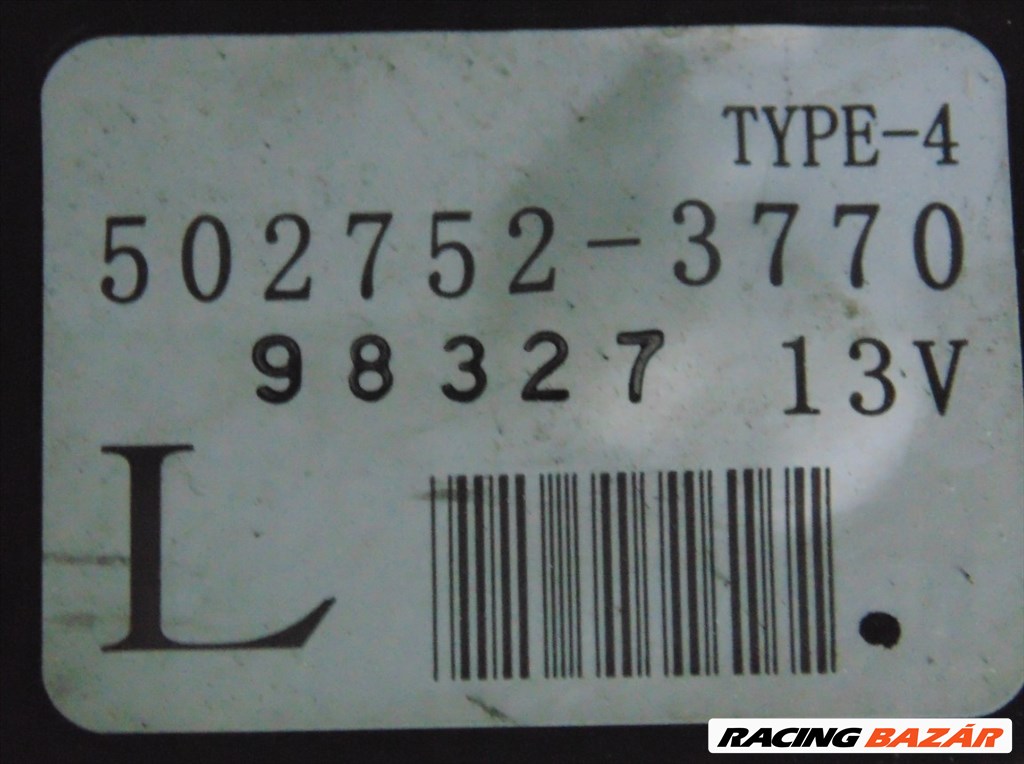 TYPE-4
502752-3770
98327 13V
L
RACING BAZÁR